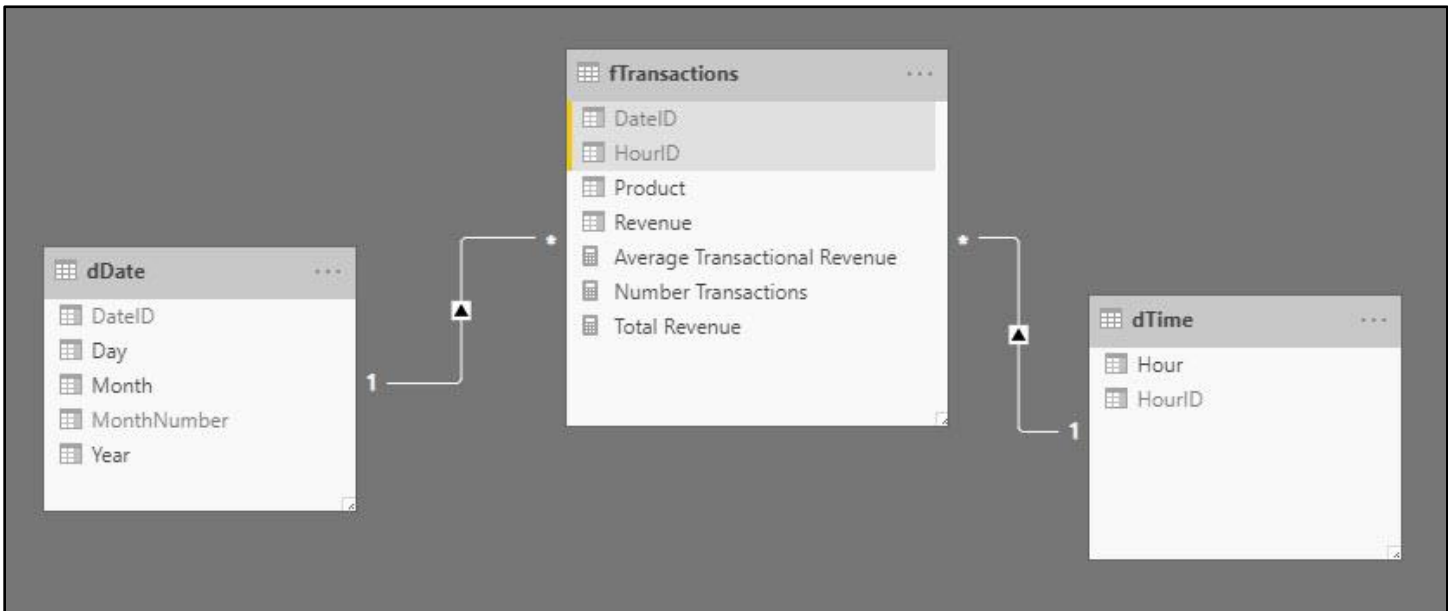 fTransactions
DateID
HourID
Product
Revenue
Average Transactional Revenue
Number Transactions
Total Revenue
*
*
dDate
DateID
Day
Month
MonthNumber
Year
1
dTime
Hour
HourID
1